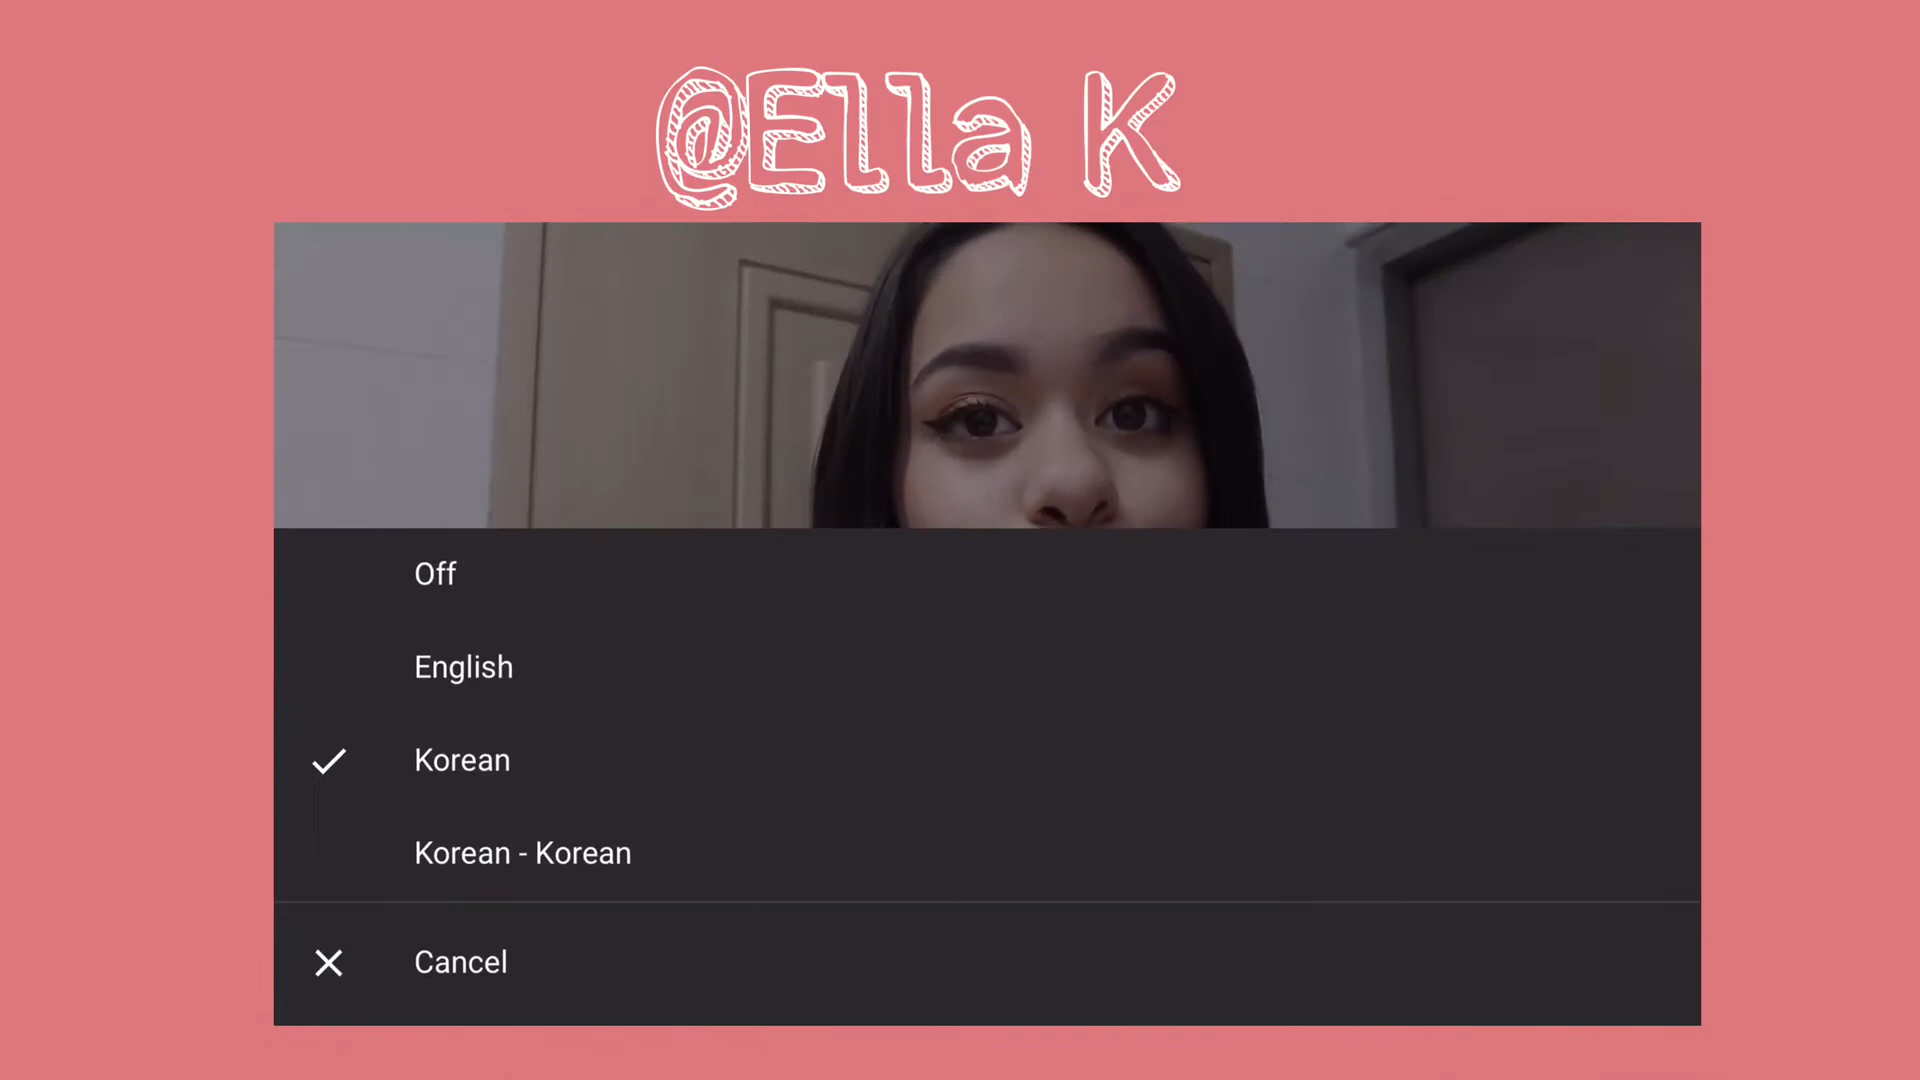 @Ella K
Off
English
Korean
Korean - Korean
Cancel